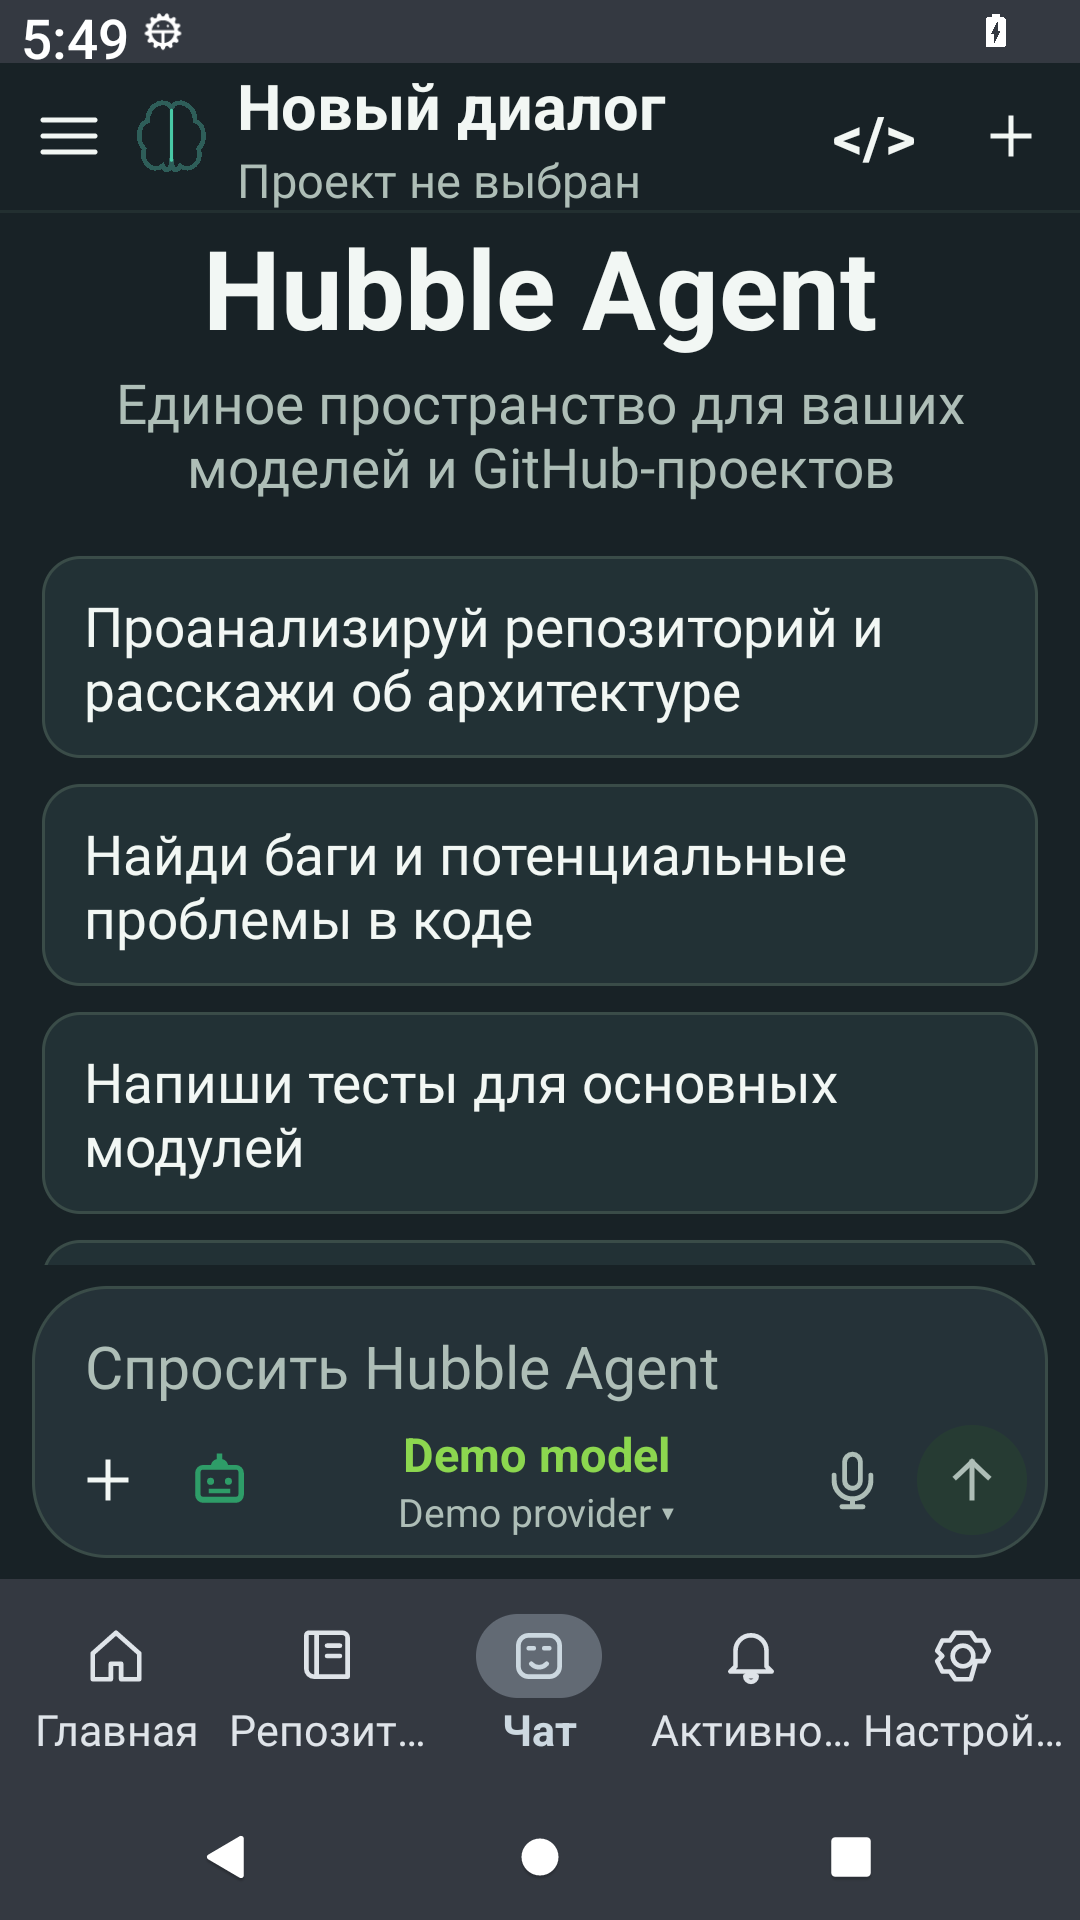 5:49
Новый диалог
Проект не выбран
</>
Hubble Agent
Единое пространство для ваших
моделей и GitHub-проектов
Проанализируй репозиторий и
расскажи об архитектуре
Найди баги и потенциальные
проблемы в коде
Напиши тесты для основных
модулей
Спросить Hubble Agent
Demo model
Demo provider ▾
Главная
Репозит...
Чат
Активно...
Настрой...